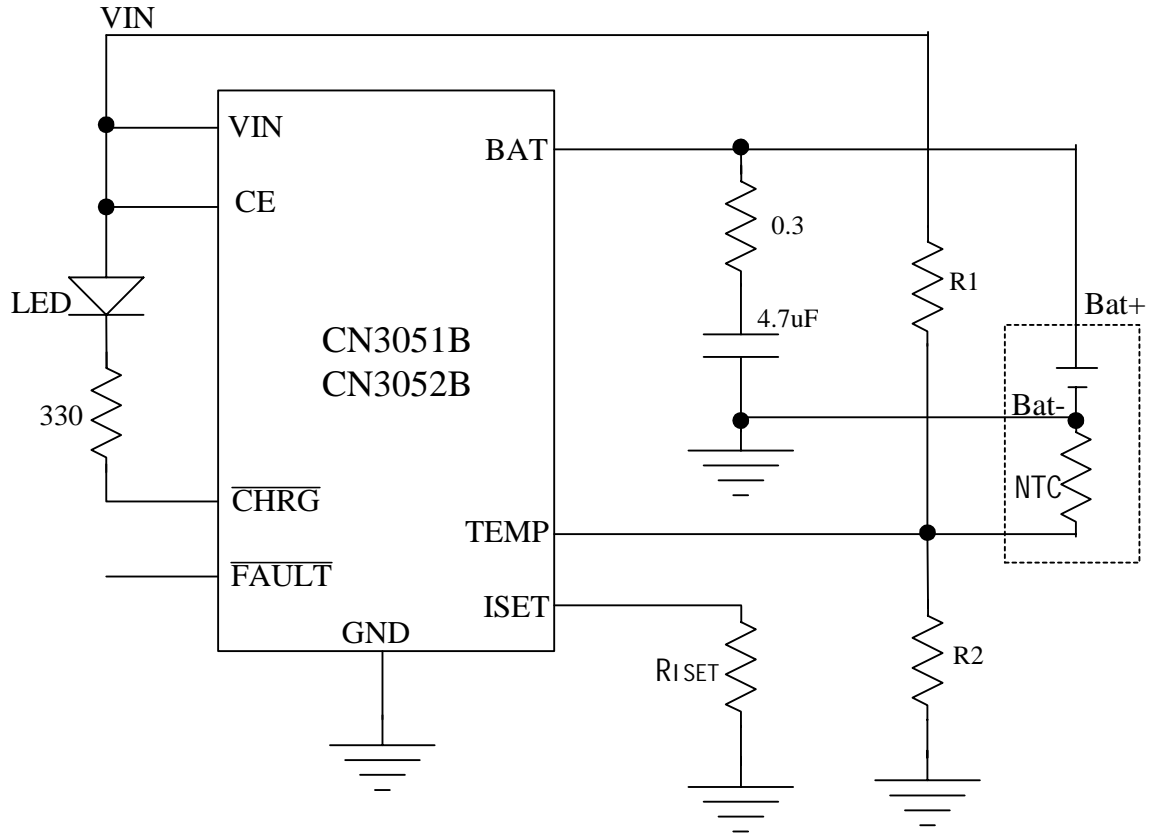 VIN
VIN
BAT
CE
0.3
R1
LED
4.7uF
Bat+
CN3051B
CN3052B
330
Bat-
NTC
CHRG
TEMP
FAULT
ISET
GND
RISET
R2